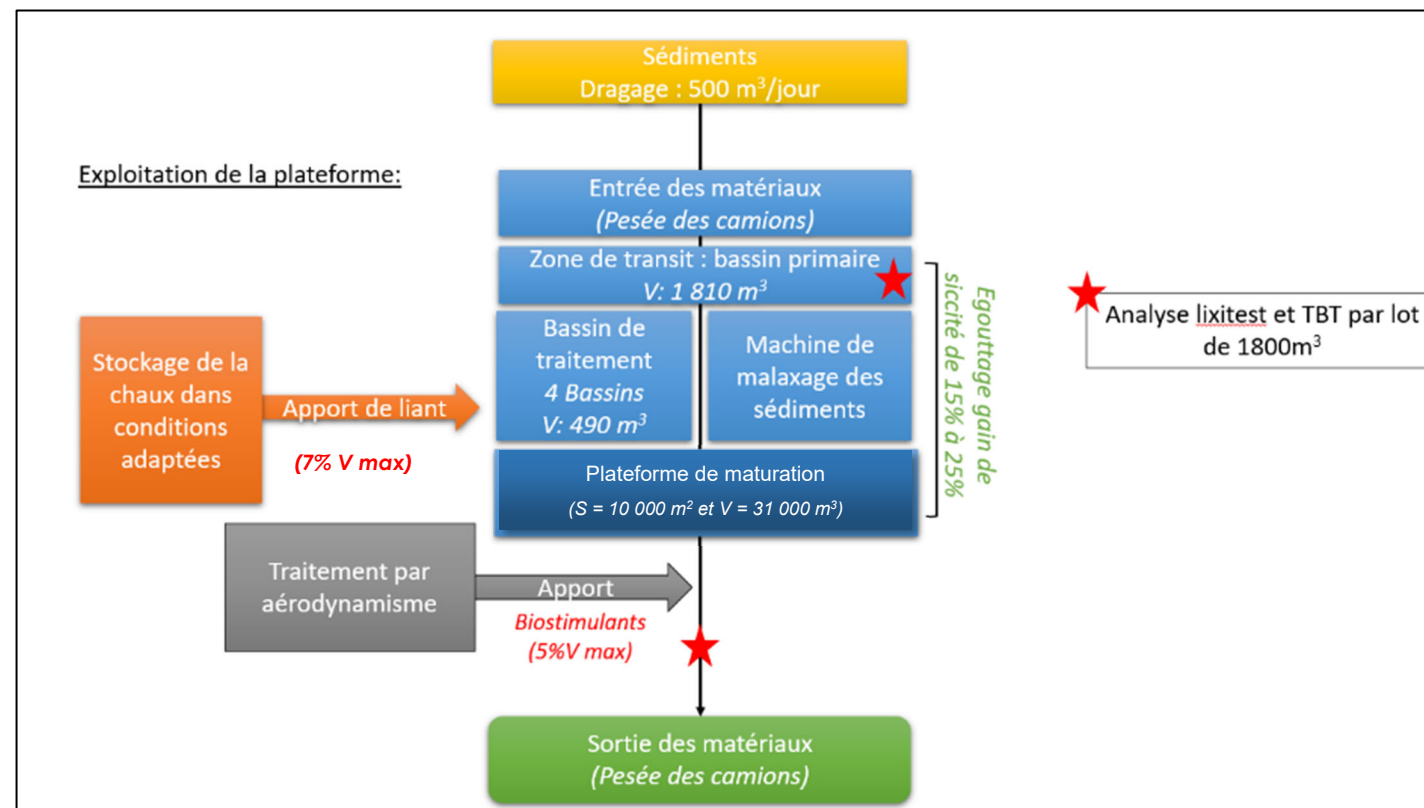 Sédiments
Dragage : 500 m³/jour
Exploitation de la plateforme:
Entrée des matériaux
(Pesée des camions)
Zone de transit : bassin primaire
V: 1 810 m³
Bassin de
traitement
4 Bassins
V: 490 m³
Machine de
malaxage des
sédiments
Egouttage gain de
siccité de 15% à 25%
Analyse lixitest et TBT par lot
de 1800m³
Stockage de la
chaux dans
conditions
adaptées
Apport de liant
(7% V max)
Plateforme de maturation
(S = 10 000 m² et V = 31 000 m³)
Traitement par
aérodynamisme
Apport
Biostimulants
(5%V max)
Sortie des matériaux
(Pesée des camions)